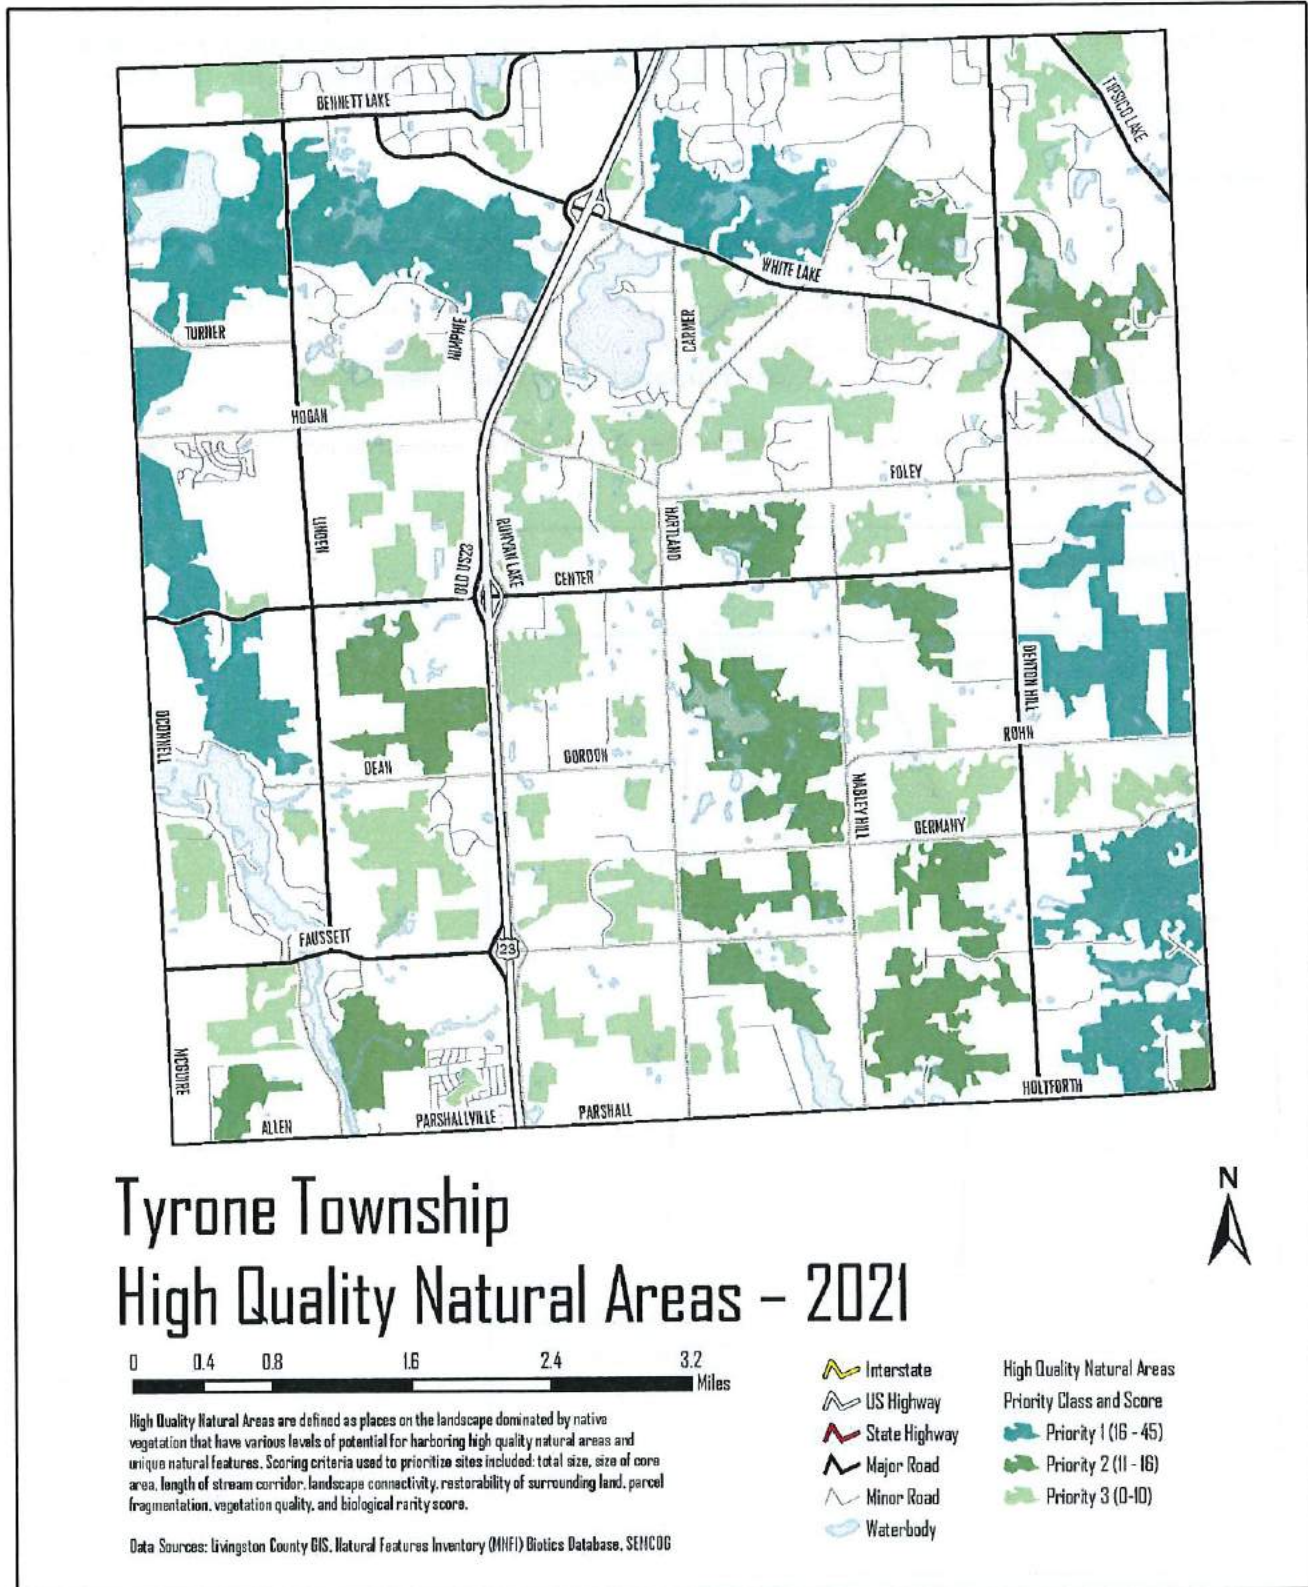 BENNETT LAKE
TIPSICO LAKE
WHITE LAKE
TURNER
NIMPHIE
CARMER
HOGAN
FOLEY
LINDEN
OLD US23
RUNYAN LAKE
HARTLAND
CENTER
DENTON HILL
OCONNELL
ROHN
DEAN
GORDON
NABLEY HILL
GERMANY
FAUSSETT
23
MCGUIRE
HOLTFORTH
ALLEN
PARSHALLVILLE
PARSHALL
Tyrone Township
High Quality Natural Areas – 2021
N
0 0.4 0.8 1.6 2.4 3.2
Miles
High Quality Natural Areas are defined as places on the landscape dominated by native
vegetation that have various levels of potential for harboring high quality natural areas and
unique natural features. Scoring criteria used to prioritize sites included: total size, size of core
area, length of stream corridor, landscape connectivity, restorability of surrounding land, parcel
fragmentation, vegetation quality, and biological rarity score.
Data Sources: Livingston County GIS, Natural Features Inventory (MNFI) Biotics Database, SEMCOG
Interstate
US Highway
State Highway
Major Road
Minor Road
Waterbody
High Quality Natural Areas
Priority Class and Score
Priority 1 (16 - 45)
Priority 2 (11 - 16)
Priority 3 (0-10)